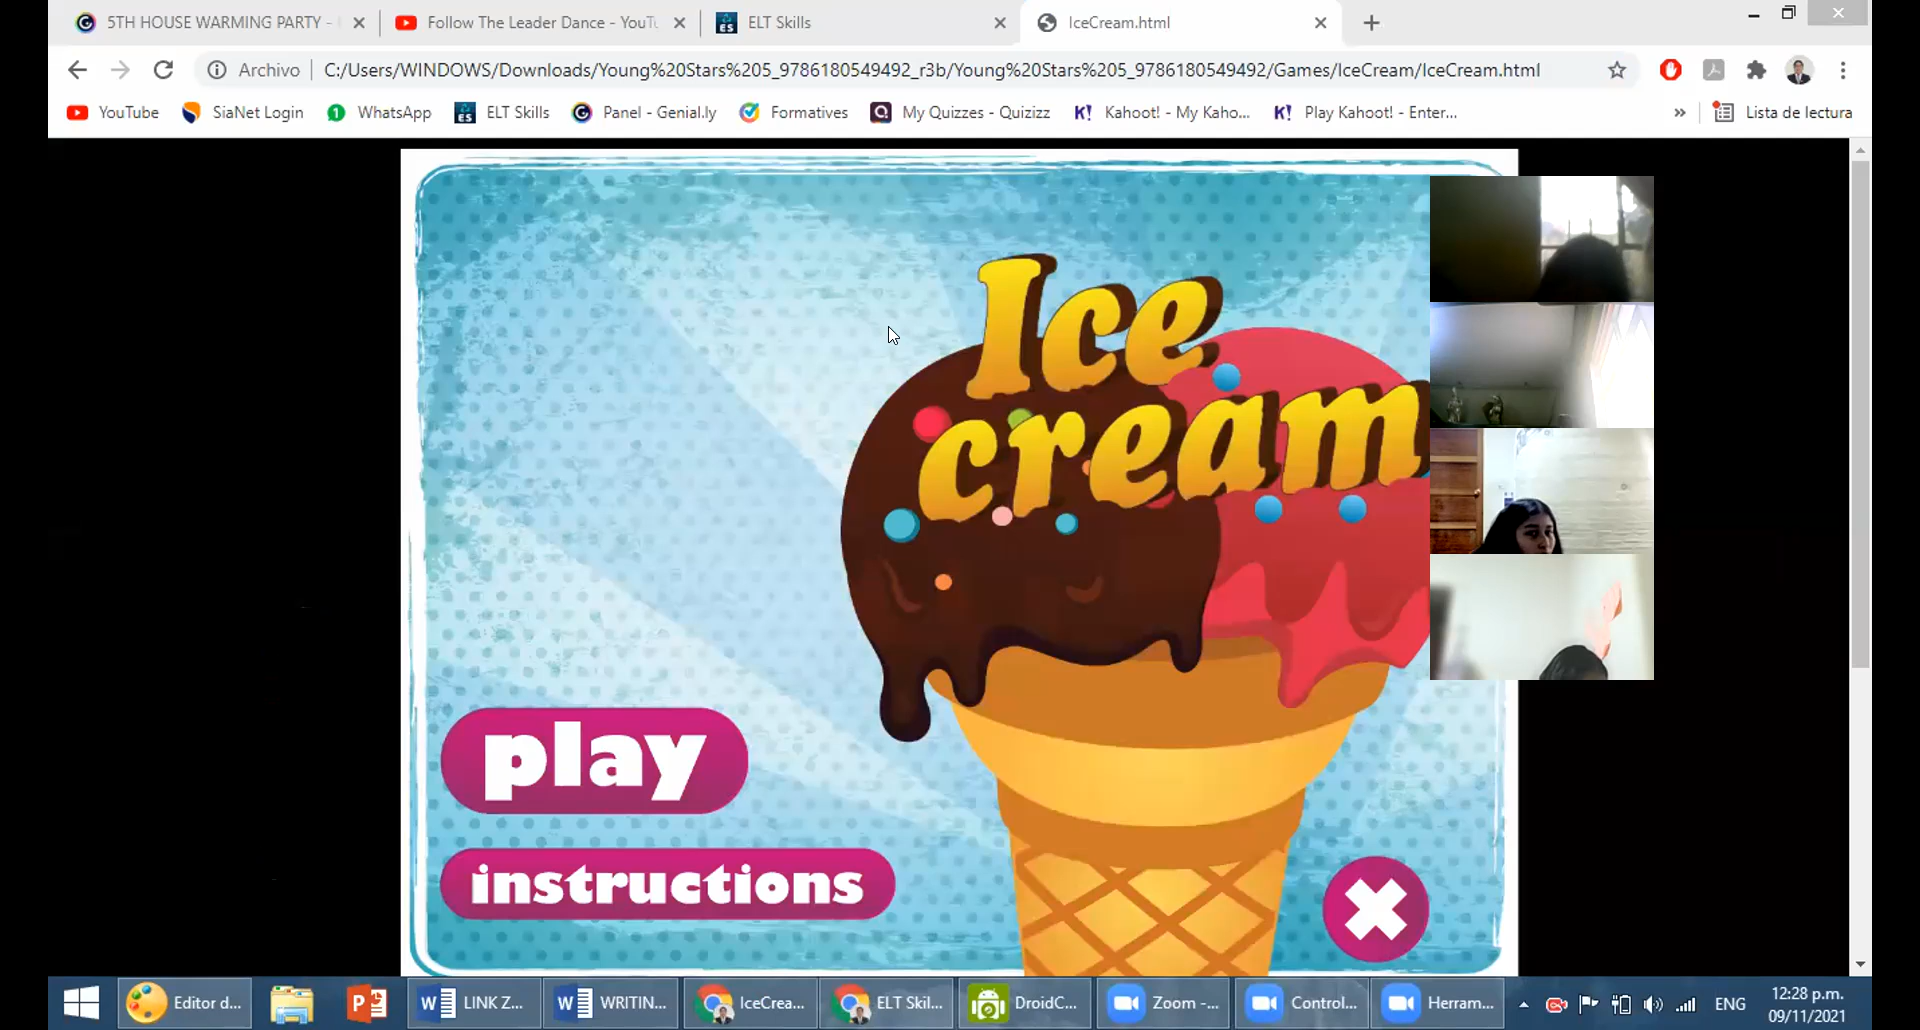 5TH HOUSE WARMING PARTY -
Follow The Leader Dance - YouTu
ELT Skills
IceCream.html
Archivo
C:/Users/WINDOWS/Downloads/Young%20Stars%205_9786180549492_r3b/Young%20Stars%205_9786180549492/Games/IceCream/IceCream.html
YouTube
SiaNet Login
WhatsApp
ELT Skills
Panel - Genial.ly
Formatives
My Quizzes - Quizizz
Kahoot! - My Kaho...
Play Kahoot! - Enter...
Lista de lectura
Ice
cream
play
instructions
Editor d...
LINK Z...
WRITIN...
IceCrea...
ELT Skil...
DroidC...
Zoom -...
Control...
Herram...
ENG
12:28 p.m.
09/11/2021